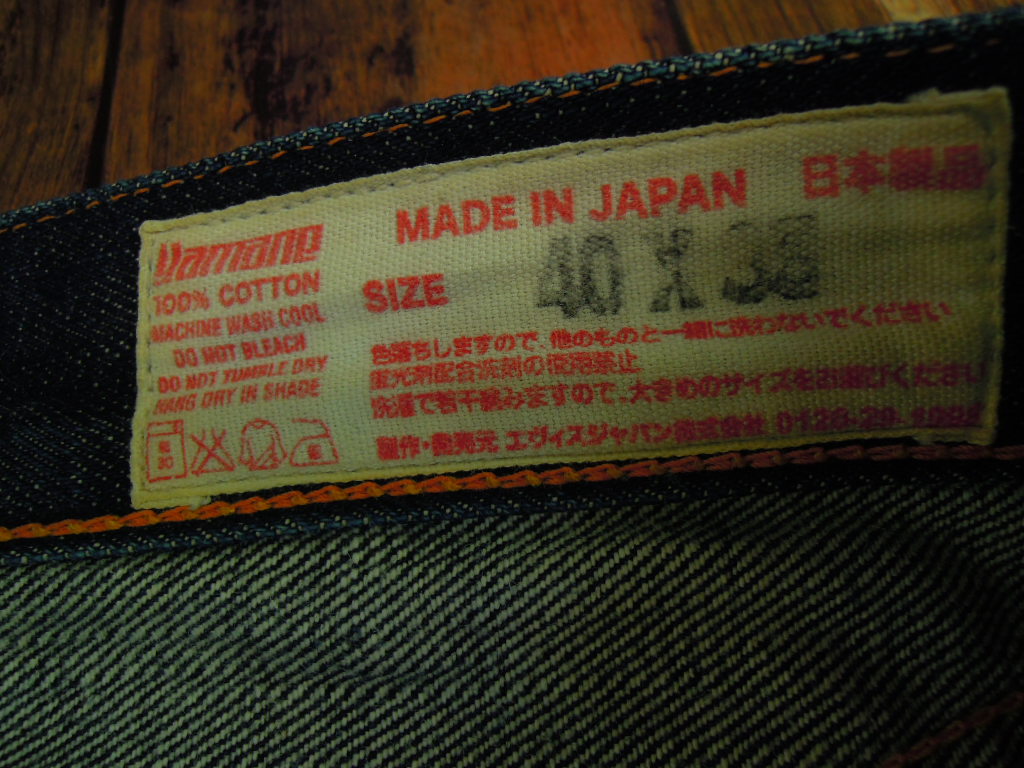 Yamane
100% COTTON
MACHINE WASH COOL
DO NOT BLEACH
DO NOT TUMBLE DRY
HANG DRY IN SHADE
MADE IN JAPAN 日本製品
SIZE 40 X
色落ちしますので、他のものと一緒に洗わないでください
蛍光剤配合洗剤の使用禁止
洗濯で若干縮みますので、大きめのサイズをお選びください
製作・発売元 エヴィスジャパン株式会社